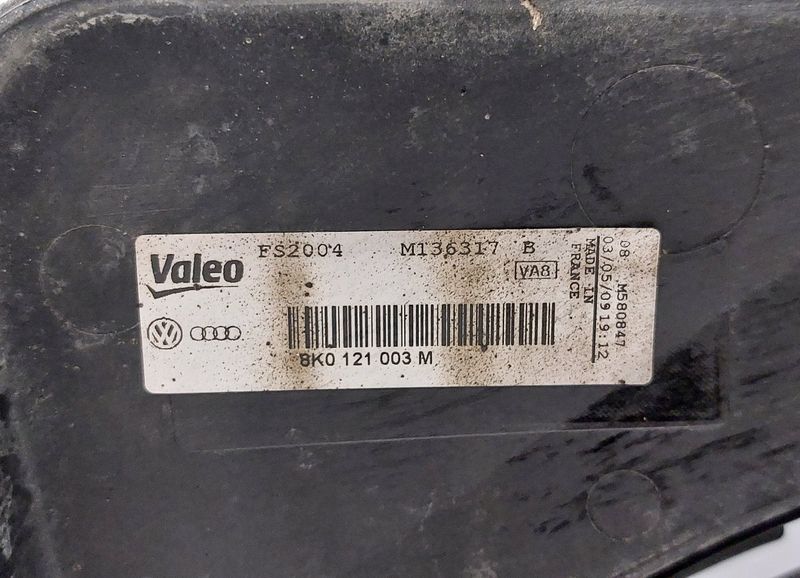 FS2004 M136317 B
Valeo
VA8
8K0 121 003 M
MADE IN
FRANCE
08 M580847
03/05/09 19:12